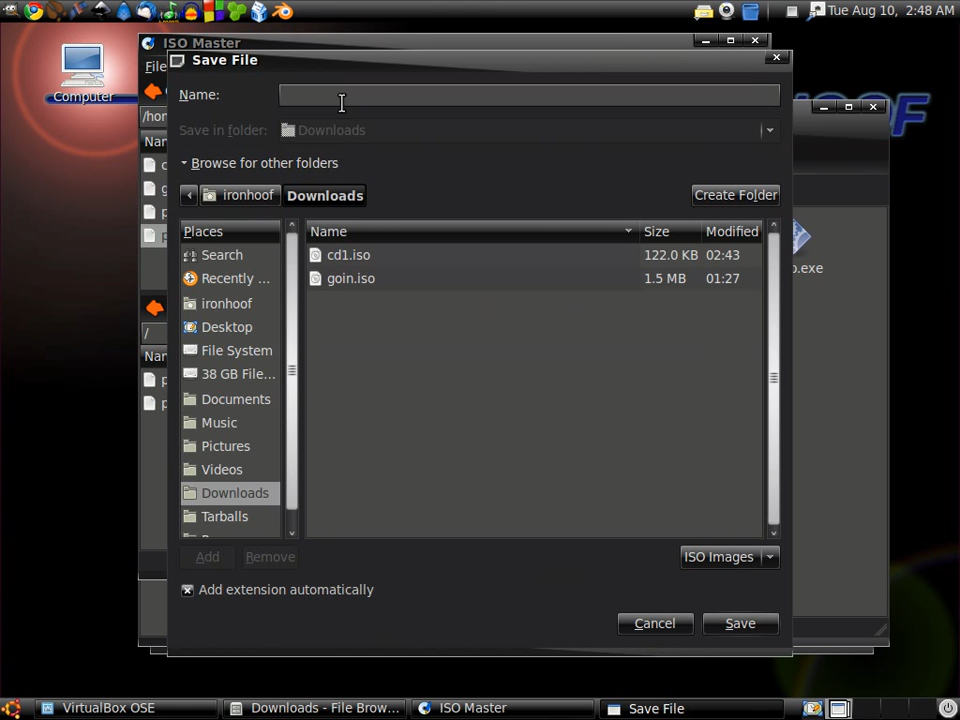 Tue Aug 10, 2:48 AM
ISO Master
Save File
File
Computer
Name:
/hon
Save in folder: Downloads
Browse for other folders
Nan
ironhoof Downloads Create Folder
Places Name Size Modified
Search cd1.iso 122.0 KB 02:43
Recently ... goin.iso 1.5 MB 01:27
o.exe
ironhoof
Desktop
/
File System
Nan
38 GB File...
Documents
Music
Pictures
Videos
Downloads
Tarballs
Add Remove ISO Images
Add extension automatically
Cancel Save
VirtualBox OSE Downloads - File Brow... ISO Master Save File